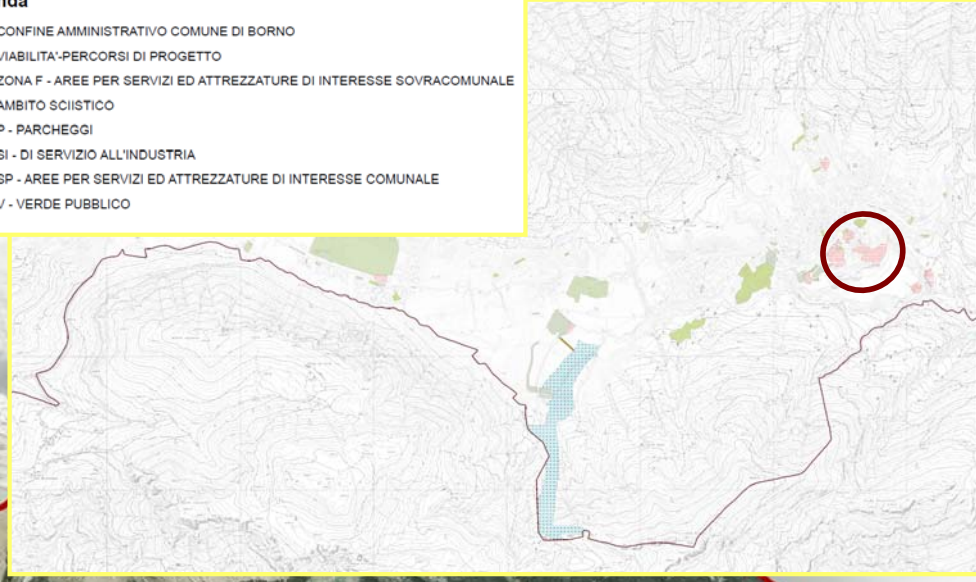 CONFINE AMMINISTRATIVO COMUNE DI BORNO
VIABILITA'-PERCORSI DI PROGETTO
ZONA F - AREE PER SERVIZI ED ATTREZZATURE DI INTERESSE SOVRACOMUNALE
AMBITO SCIISTICO
P - PARCHEGGI
SI - DI SERVIZIO ALL'INDUSTRIA
SP - AREE PER SERVIZI ED ATTREZZATURE DI INTERESSE COMUNALE
V - VERDE PUBBLICO